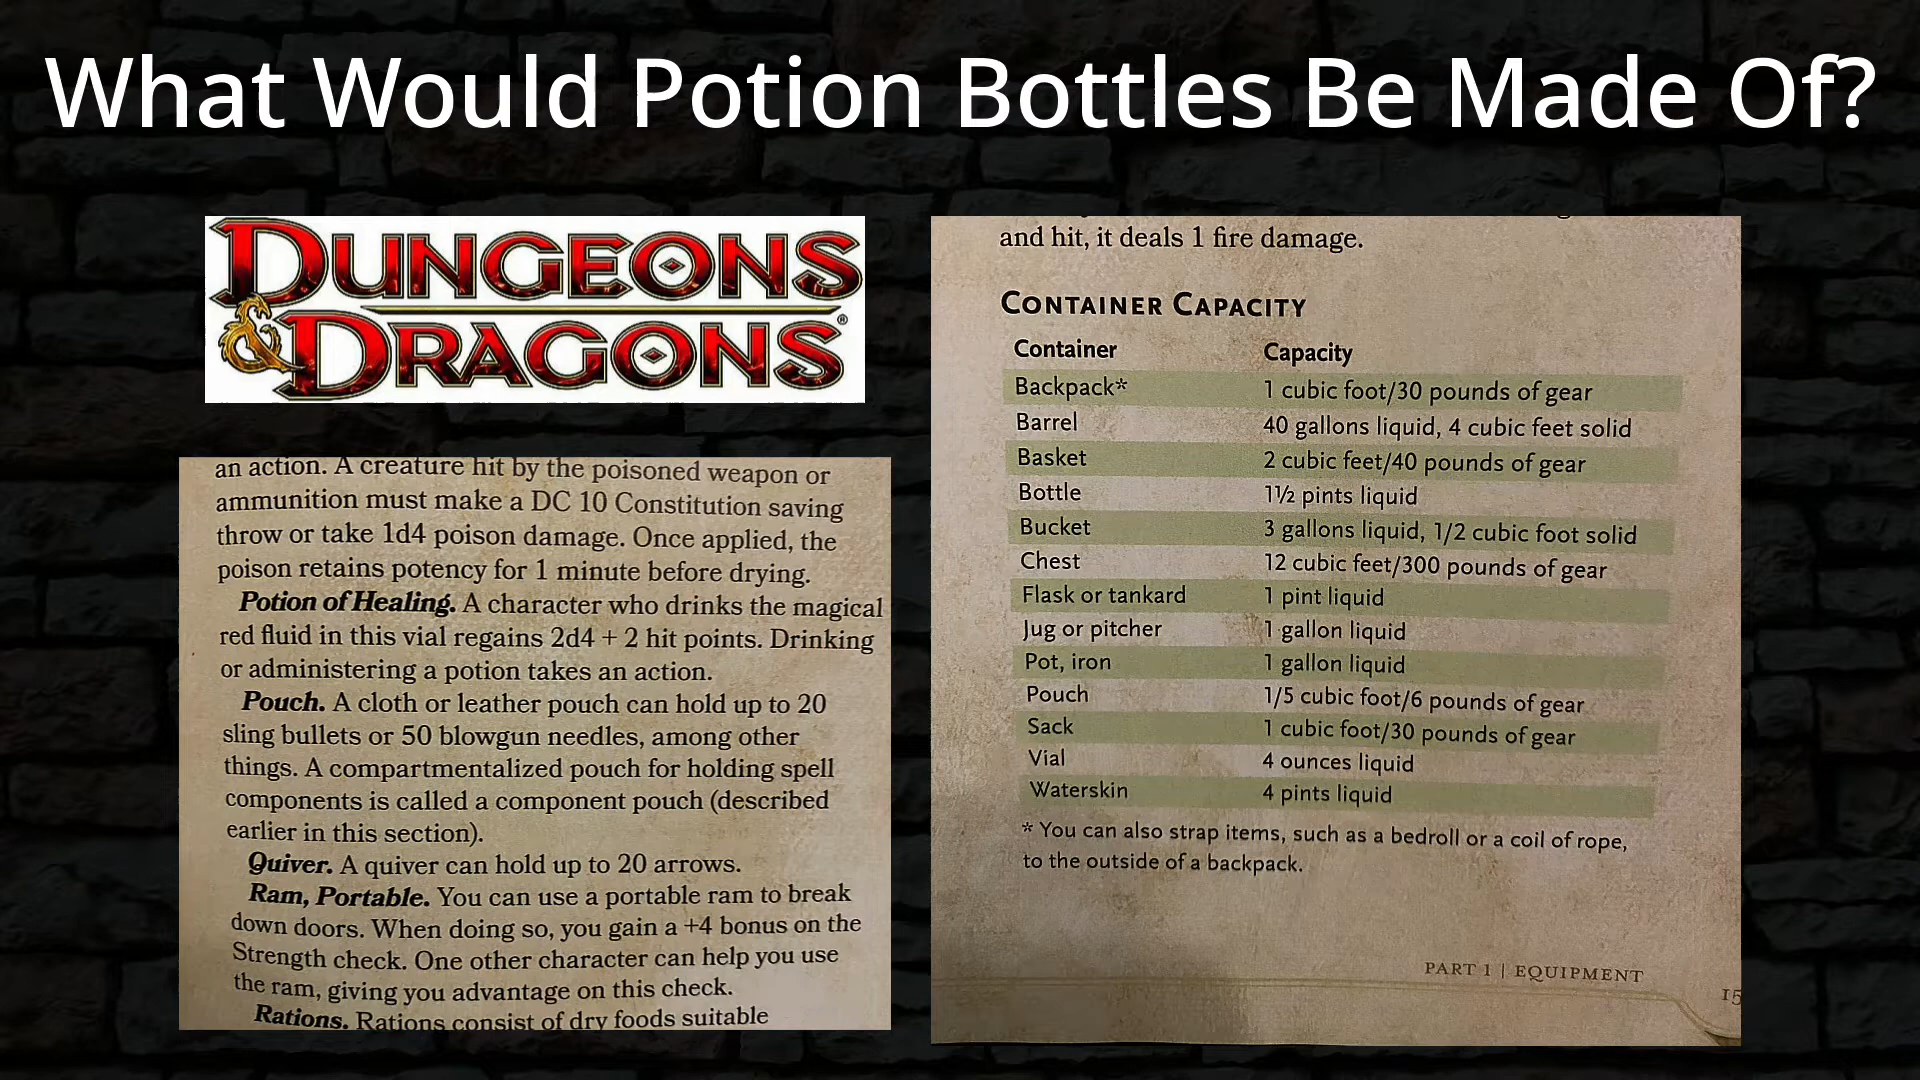 What Would Potion Bottles Be Made Of?
DUNGEONS
& DRAGONS®
an action. A creature hit by the poisoned weapon or
ammunition must make a DC 10 Constitution saving
throw or take 1d4 poison damage. Once applied, the
poison retains potency for 1 minute before drying.
Potion of Healing. A character who drinks the magical
red fluid in this vial regains 2d4 + 2 hit points. Drinking
or administering a potion takes an action.
Pouch. A cloth or leather pouch can hold up to 20
sling bullets or 50 blowgun needles, among other
things. A compartmentalized pouch for holding spell
components is called a component pouch (described
earlier in this section).
Quiver. A quiver can hold up to 20 arrows.
Ram, Portable. You can use a portable ram to break
down doors. When doing so, you gain a +4 bonus on the
Strength check. One other character can help you use
the ram, giving you advantage on this check.
Rations. Rations consist of dry foods suitable
and hit, it deals 1 fire damage.
CONTAINER CAPACITY
Container Capacity
Backpack* 1 cubic foot/30 pounds of gear
Barrel 40 gallons liquid, 4 cubic feet solid
Basket 2 cubic feet/40 pounds of gear
Bottle 1½ pints liquid
Bucket 3 gallons liquid, 1/2 cubic foot solid
Chest 12 cubic feet/300 pounds of gear
Flask or tankard 1 pint liquid
Jug or pitcher 1 gallon liquid
Pot, iron 1 gallon liquid
Pouch 1/5 cubic foot/6 pounds of gear
Sack 1 cubic foot/30 pounds of gear
Vial 4 ounces liquid
Waterskin 4 pints liquid
* You can also strap items, such as a bedroll or a coil of rope,
to the outside of a backpack.
PART 1 | EQUIPMENT